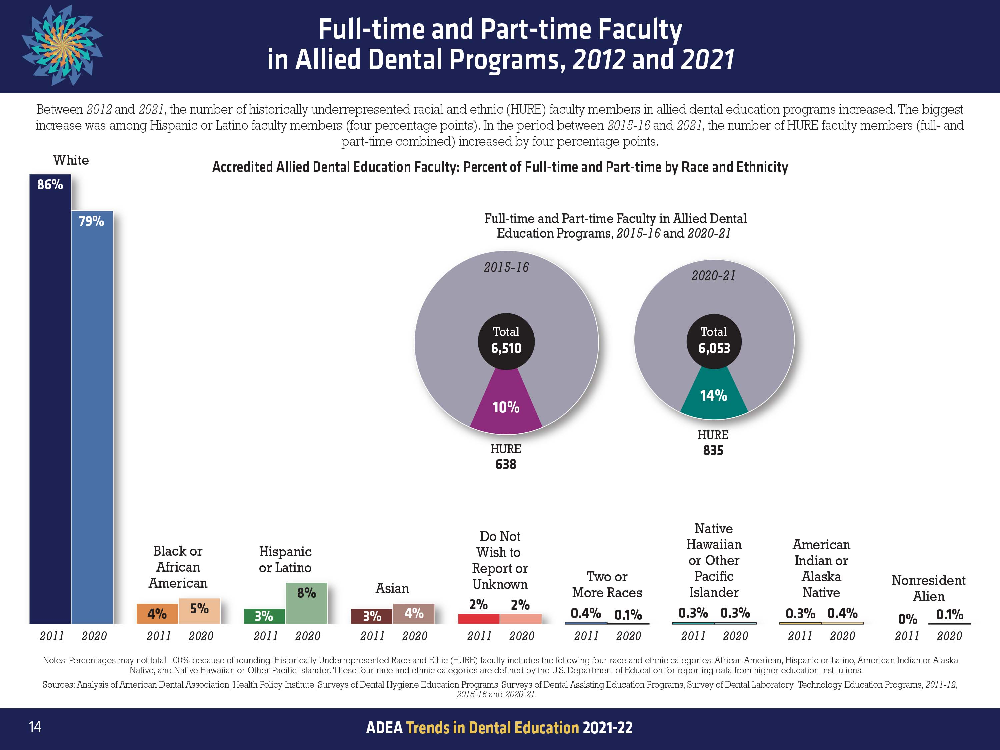 Full-time and Part-time Faculty
in Allied Dental Programs, 2012 and 2021
Between 2012 and 2021, the number of historically underrepresented racial and ethnic (HURE) faculty members in allied dental education programs increased. The biggest
increase was among Hispanic or Latino faculty members (four percentage points). In the period between 2015-16 and 2021, the number of HURE faculty members (full- and
part-time combined) increased by four percentage points.
Accredited Allied Dental Education Faculty: Percent of Full-time and Part-time by Race and Ethnicity
White
86%
79%
2011 2020
Full-time and Part-time Faculty in Allied Dental
Education Programs, 2015-16 and 2020-21
2015-16
Total
6,510
10%
HURE
638
2020-21
Total
6,053
14%
HURE
835
Black or
African
American
4% 5%
2011 2020
Hispanic
or Latino
3% 8%
2011 2020
Asian
3% 4%
2011 2020
Do Not
Wish to
Report or
Unknown
2% 2%
2011 2020
Two or
More Races
0.4% 0.1%
2011 2020
Native
Hawaiian
or Other
Pacific
Islander
0.3% 0.3%
2011 2020
American
Indian or
Alaska
Native
0.3% 0.4%
2011 2020
Nonresident
Alien
0% 0.1%
2011 2020
Notes: Percentages may not total 100% because of rounding. Historically Underrepresented Race and Ethic (HURE) faculty includes the following four race and ethnic categories: African American, Hispanic or Latino, American Indian or Alaska
Native, and Native Hawaiian or Other Pacific Islander. These four race and ethnic categories are defined by the U.S. Department of Education for reporting data from higher education institutions.
Sources: Analysis of American Dental Association, Health Policy Institute, Surveys of Dental Hygiene Education Programs, Surveys of Dental Assisting Education Programs, Survey of Dental Laboratory Technology Education Programs, 2011-12,
2015-16 and 2020-21.
14
ADEA Trends in Dental Education 2021-22